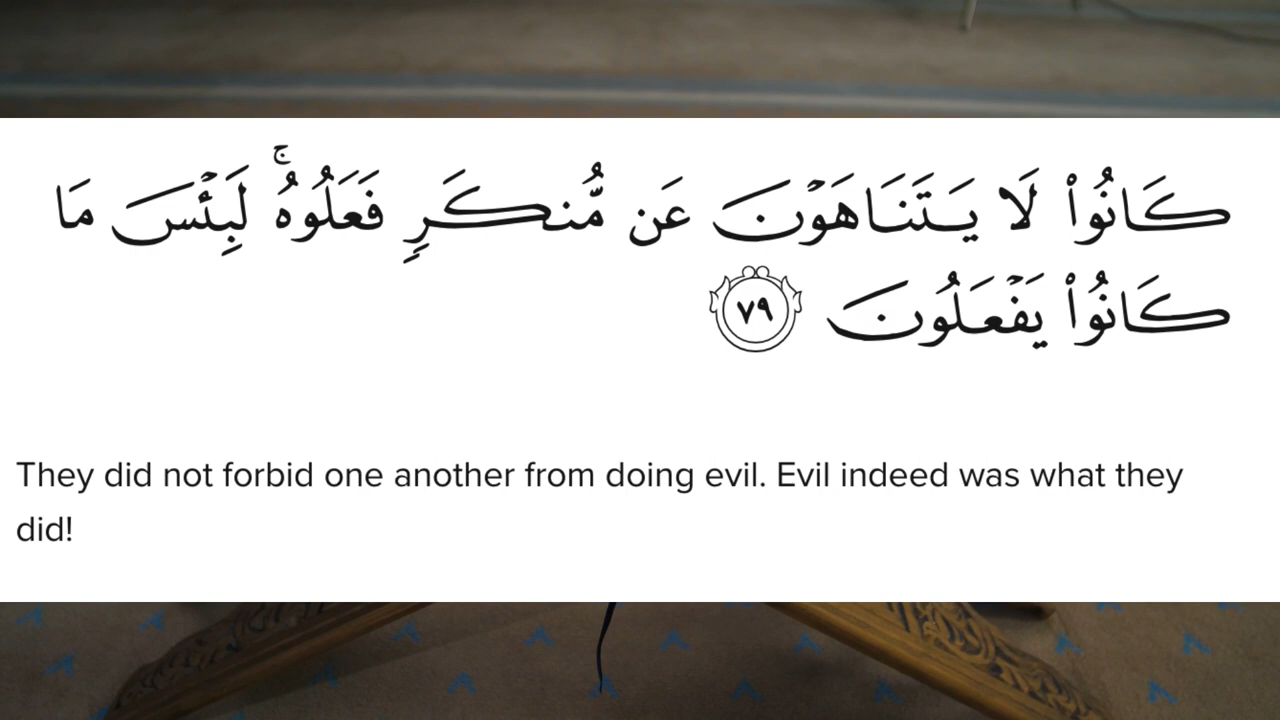 كَانُوا۟ لَا يَتَنَاهَوْنَ عَن مُّنكَرٍ فَعَلُوهُ ۚ لَبِئْسَ مَا
كَانُوا۟ يَفْعَلُونَ ٧٩
They did not forbid one another from doing evil. Evil indeed was what they
did!